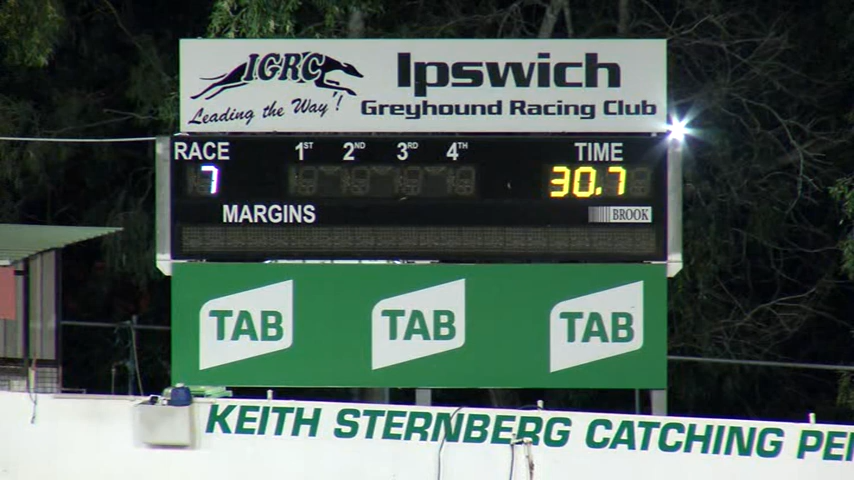 IGRC
Leading the Way!
Ipswich
Greyhound Racing Club
RACE 1ST 2ND 3RD 4TH TIME
7 30.7
MARGINS BROOK
TAB TAB TAB
KEITH STERNBERG CATCHING PE